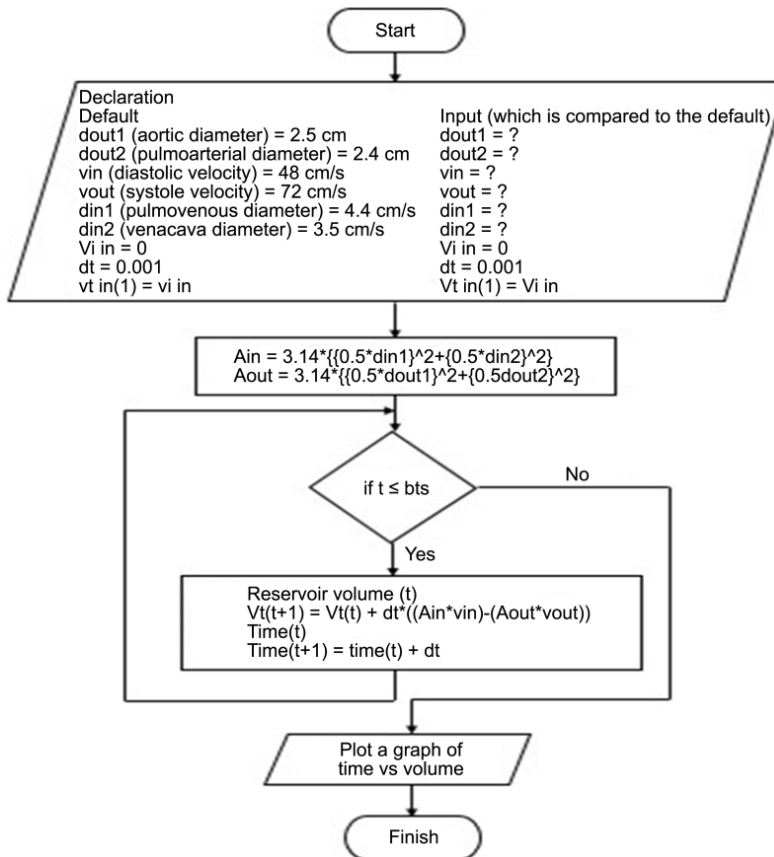 Start
Declaration
Default
dout1 (aortic diameter) = 2.5 cm
dout2 (pulmoarterial diameter) = 2.4 cm
vin (diastolic velocity) = 48 cm/s
vout (systole velocity) = 72 cm/s
din1 (pulmovenous diameter) = 4.4 cm/s
din2 (venacava diameter) = 3.5 cm/s
Vi in = 0
dt = 0.001
vt in(1) = vi in
Input (which is compared to the default)
dout1 = ?
dout2 = ?
vin = ?
vout = ?
din1 = ?
din2 = ?
Vi in = 0
dt = 0.001
Vt in(1) = Vi in
Ain = 3.14*{{0.5*din1}^2+{0.5*din2}^2}
Aout = 3.14*{{0.5*dout1}^2+{0.5dout2}^2}
if t ≤ bts
No
Yes
Reservoir volume (t)
Vt(t+1) = Vt(t) + dt*((Ain*vin)-(Aout*vout))
Time(t)
Time(t+1) = time(t) + dt
Plot a graph of
time vs volume
Finish